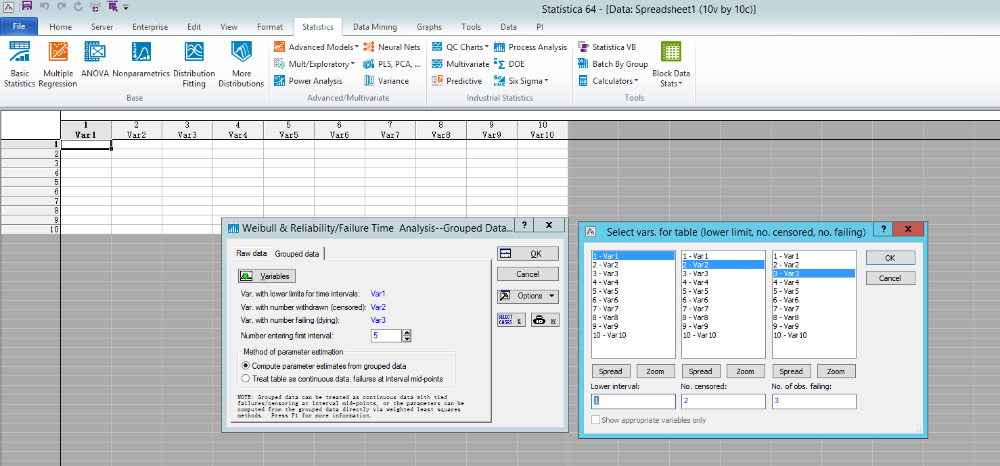 Statistica 64 - [Data: Spreadsheet1 (10v by 10c)]
File Home Server Enterprise Edit View Format Statistics Data Mining Graphs Tools Data PI
Basic Statistics
Multiple Regression
ANOVA
Nonparametrics
Distribution Fitting
More Distributions
Base
Advanced Models
Mult/Exploratory
Power Analysis
Neural Nets
PLS, PCA, ...
Variance
Advanced/Multivariate
QC Charts
Multivariate
Predictive
Process Analysis
DOE
Six Sigma
Industrial Statistics
Statistica VB
Batch By Group
Calculators
Block Data Stats
Tools
1 2 3 4 5 6 7 8 9 10
Var1 Var2 Var3 Var4 Var5 Var6 Var7 Var8 Var9 Var10
1
2
3
4
5
6
7
8
9
10
Weibull & Reliability/Failure Time Analysis--Grouped Data... ? X
Raw data Grouped data
Variables
Var. with lower limits for time intervals: Var1
Var. with number withdrawn (censored): Var2
Var. with number failing (dying): Var3
Number entering first interval: 5
Method of parameter estimation
Compute parameter estimates from grouped data
Treat table as continuous data, failures at interval mid-points
NOTE: Grouped data can be treated as continuous data with tied
failures/censoring at interval mid-points, or the parameters can be
computed from the grouped data directly via weighted least squares
methods. Press F1 for more information.
OK
Cancel
Options
SELECT CASES S
W
Select vars. for table (lower limit, no. censored, no. failing) ? X
1 - Var1 1 - Var1 1 - Var1
2 - Var2 2 - Var2 2 - Var2
3 - Var3 3 - Var3 3 - Var3
4 - Var4 4 - Var4 4 - Var4
5 - Var5 5 - Var5 5 - Var5
6 - Var6 6 - Var6 6 - Var6
7 - Var7 7 - Var7 7 - Var7
8 - Var8 8 - Var8 8 - Var8
9 - Var9 9 - Var9 9 - Var9
10 - Var10 10 - Var10 10 - Var10
OK
Cancel
Spread Zoom Spread Zoom Spread Zoom
Lower interval: No. censored: No. of obs. failing:
1 2 3
Show appropriate variables only